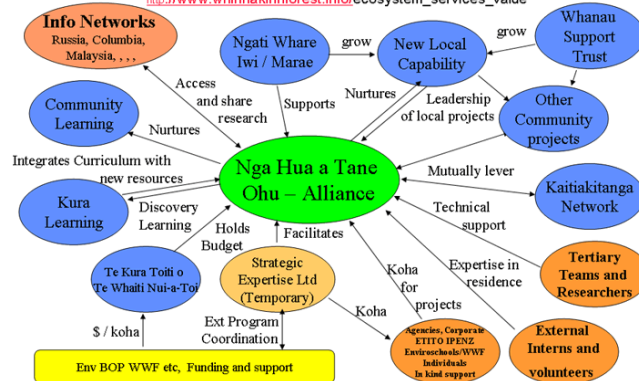 http://www.whirinakinforest.info/ecosystem_services_value
Info Networks
Russia, Columbia,
Malaysia, , , ,
Ngati Whare
Iwi / Marae
grow
New Local
Capability
grow
Whanau
Support
Trust
Access
and share
research
Supports
Nurtures
Leadership
of local projects
Other
Community
projects
Community
Learning
Nurtures
Integrates Curriculum with
new resources
Nga Hua a Tane
Ohu – Alliance
Mutually lever
Kaitiakitanga
Network
Kura
Learning
Discovery
Learning
Holds
Budget
Facilitates
Technical
support
Te Kura Toiti o
Te Whaiti Nui-a-Toi
Strategic
Expertise Ltd
(Temporary)
Koha
for
projects
Expertise in
residence
Tertiary
Teams and
Researchers
$ / koha
Ext Program
Coordination
Koha
Agencies, Corporate
ETITO IPENZ
Enviroschools/WWF
Individuals
In kind support
External
Interns and
volunteers
Env BOP WWF etc, Funding and support